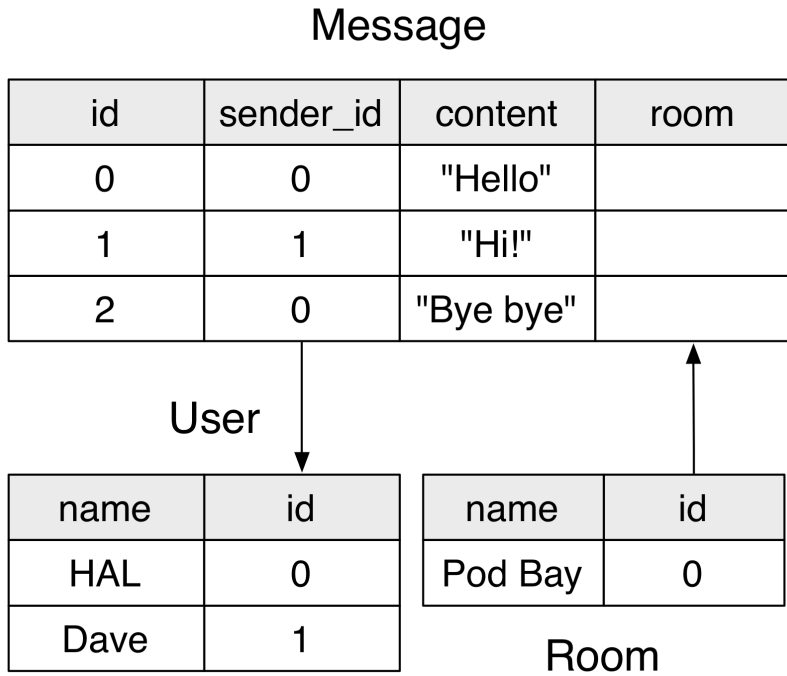 Message
id sender_id content room
0 0 "Hello"
1 1 "Hi!"
2 0 "Bye bye"
User
name id
HAL 0
Dave 1
name id
Pod Bay 0
Room